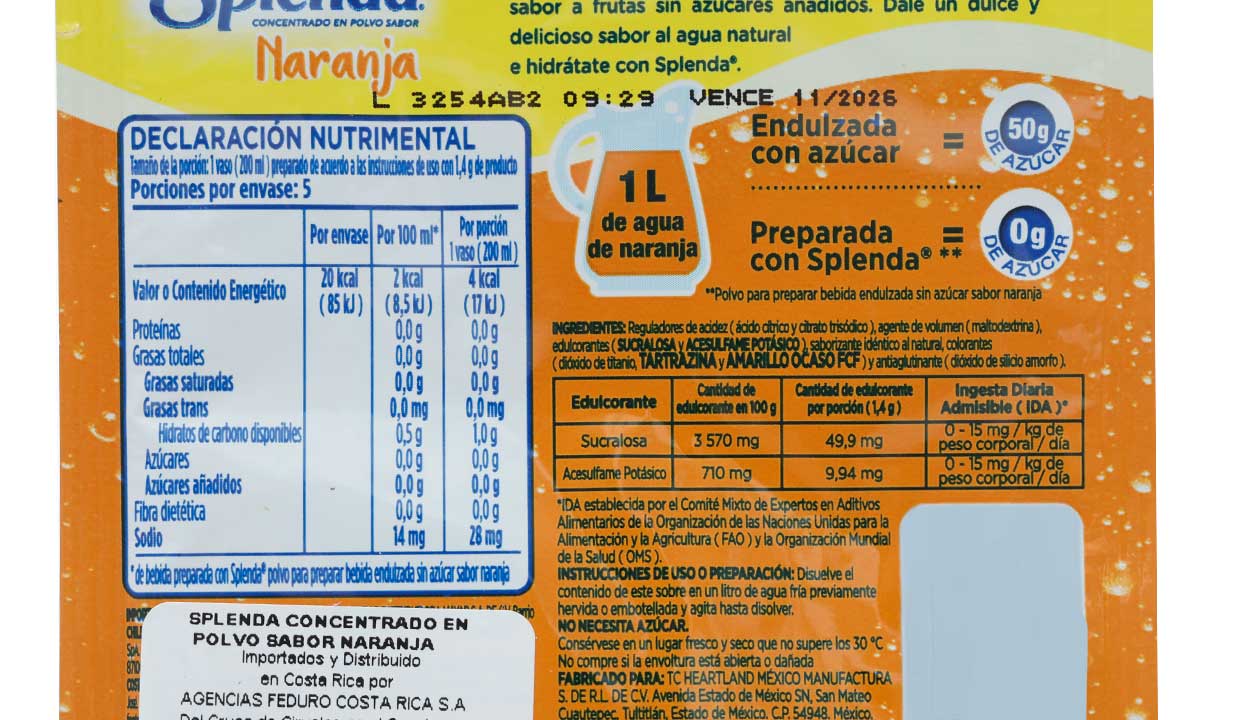 Splenda®
CONCENTRADO EN POLVO SABOR
Naranja
sabor a frutas sin azúcares añadidos. Dale un dulce y
delicioso sabor al agua natural
e hidrátate con Splenda®.
L 3254AB2 09:29 VENCE 11/2026
DECLARACIÓN NUTRIMENTAL
Tamaño de la porción: 1 vaso ( 200 ml ) preparado de acuerdo a las instrucciones de uso con 1,4 g de producto
Porciones por envase: 5
Por envase Por 100 ml* Por porción
1 vaso ( 200 ml )
Valor o Contenido Energético 20 kcal 2 kcal 4 kcal
( 85 kJ ) ( 8,5 kJ ) ( 17 kJ )
Proteínas 0,0 g 0,0 g
Grasas totales 0,0 g 0,0 g
Grasas saturadas 0,0 g 0,0 g
Grasas trans 0,0 mg 0,0 mg
Hidratos de carbono disponibles 0,5 g 1,0 g
Azúcares 0,0 g 0,0 g
Azúcares añadidos 0,0 g 0,0 g
Fibra dietética 0,0 g 0,0 g
Sodio 14 mg 28 mg
*de bebida preparada con Splenda® polvo para preparar bebida endulzada sin azúcar sabor naranja
1 L
de agua
de naranja
Endulzada
con azúcar = 50g
DE AZÚCAR
Preparada
con Splenda® ** = 0g
DE AZÚCAR
**Polvo para preparar bebida endulzada sin azúcar sabor naranja
INGREDIENTES: Reguladores de acidez ( ácido cítrico y citrato trisódico ), agente de volumen ( maltodextrina ),
edulcorantes ( SUCRALOSA y ACESULFAME POTÁSICO ), saborizante idéntico al natural, colorantes
( dióxido de titanio, TARTRAZINA y AMARILLO OCASO FCF ) y antiaglutinante ( dióxido de silicio amorfo ).
Edulcorante Cantidad de Cantidad de edulcorante Ingesta Diaria
edulcorante en 100 g por porción ( 1,4 g ) Admisible ( IDA )*
Sucralosa 3 570 mg 49,9 mg 0 - 15 mg / kg de
peso corporal / día
Acesulfame Potásico 710 mg 9,94 mg 0 - 15 mg / kg de
peso corporal / día
*IDA establecida por el Comité Mixto de Expertos en Aditivos
Alimentarios de la Organización de las Naciones Unidas para la
Alimentación y la Agricultura ( FAO ) y la Organización Mundial
de la Salud ( OMS ).
INSTRUCCIONES DE USO O PREPARACIÓN: Disuelve el
contenido de este sobre en un litro de agua fría previamente
hervida o embotellada y agita hasta disolver.
NO NECESITA AZÚCAR.
Consérvese en un lugar fresco y seco que no supere los 30 °C
No compre si la envoltura está abierta o dañada
FABRICADO PARA: TC HEARTLAND MÉXICO MANUFACTURA
S. DE R.L. DE C.V. Avenida Estado de México SN, San Mateo
Cuautepec, Tultitlán, Estado de México. C.P. 54948. México.
SPLENDA CONCENTRADO EN
POLVO SABOR NARANJA
Importados y Distribuido
en Costa Rica por
AGENCIAS FEDURO COSTA RICA S.A